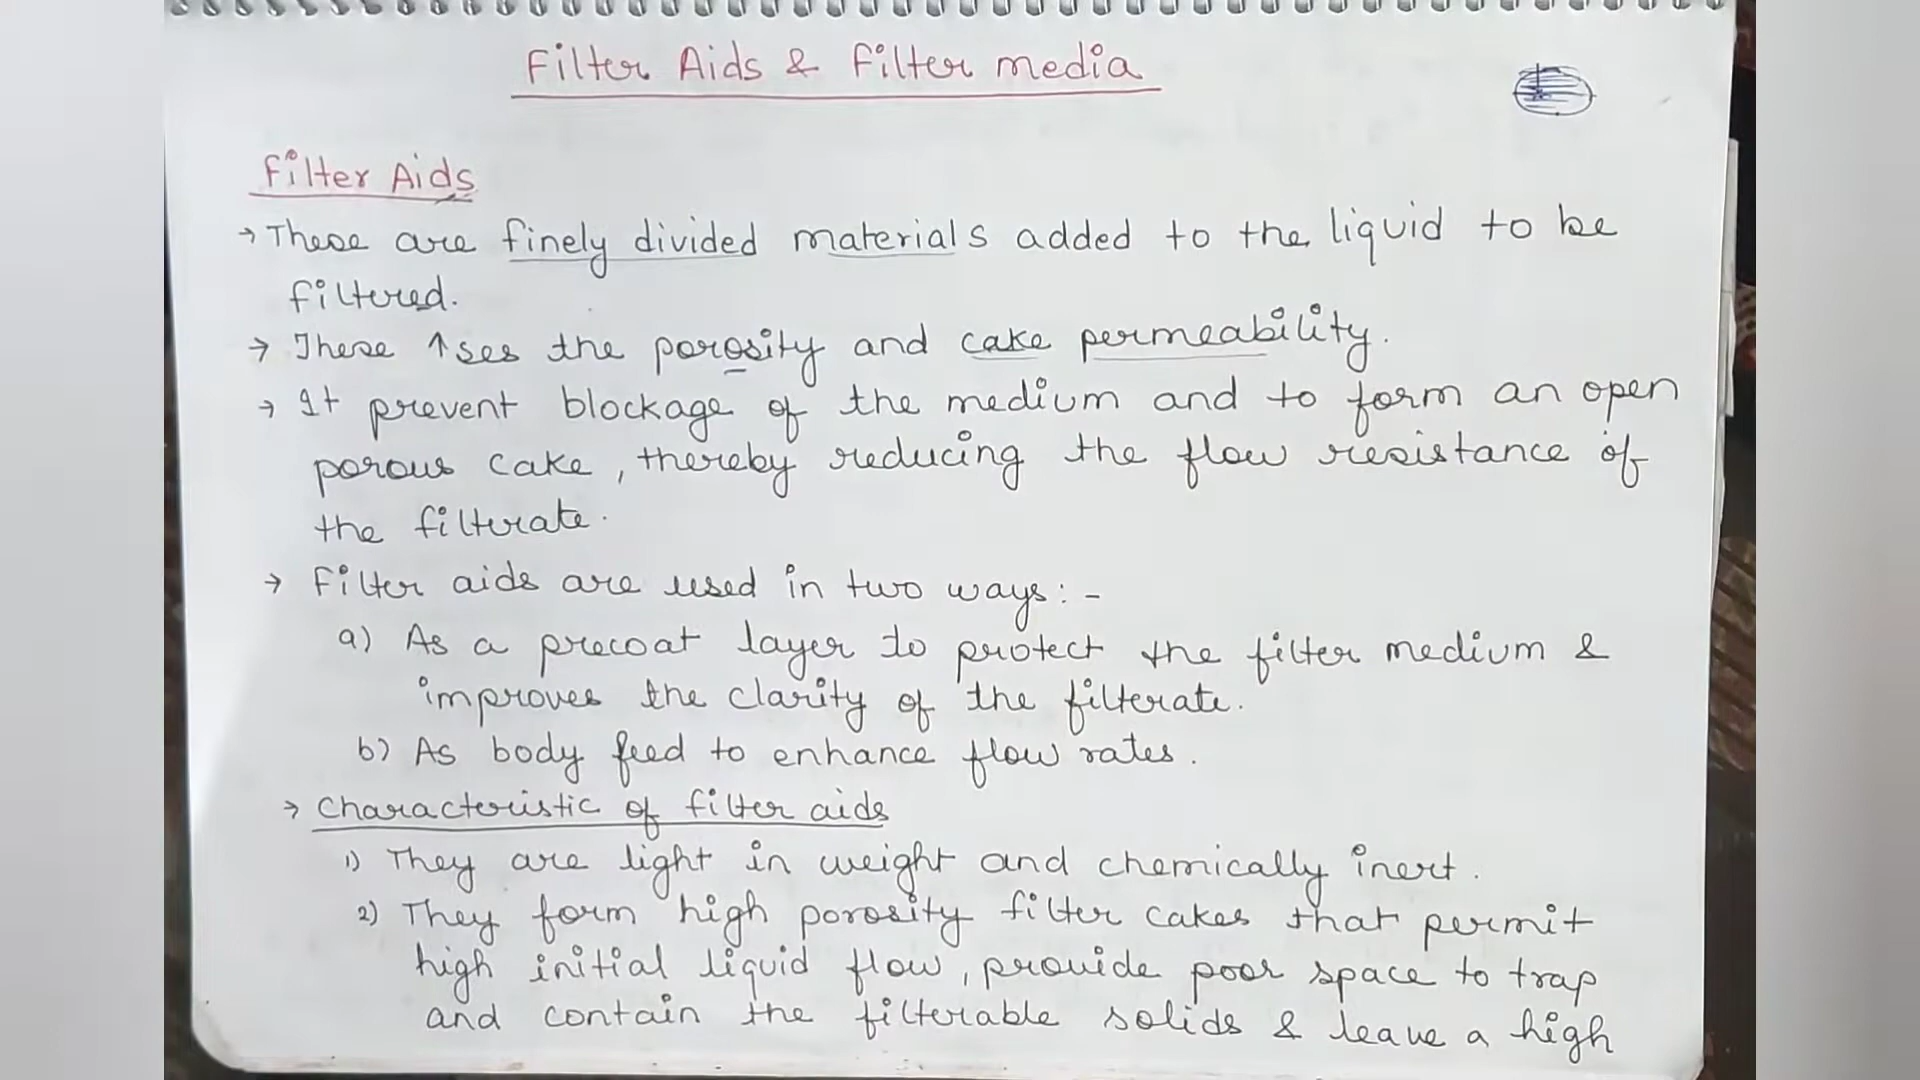 Filter Aids & Filter media
Filter Aids
→ These are finely divided materials added to the liquid to be
filtered.
→ These ↑ses the porosity and cake permeability.
→ It prevent blockage of the medium and to form an open
porous cake, thereby reducing the flow resistance of
the filterate.
→ Filter aids are used in two ways:-
a) As a precoat layer to protect the filter medium &
improves the clarity of the filterate.
b) As body feed to enhance flow rates.
→ Characteristic of filter aids
1) They are light in weight and chemically inert.
2) They form high porosity filter cakes that permit
high initial liquid flow, provide poor space to trap
and contain the filterable solids & leave a high